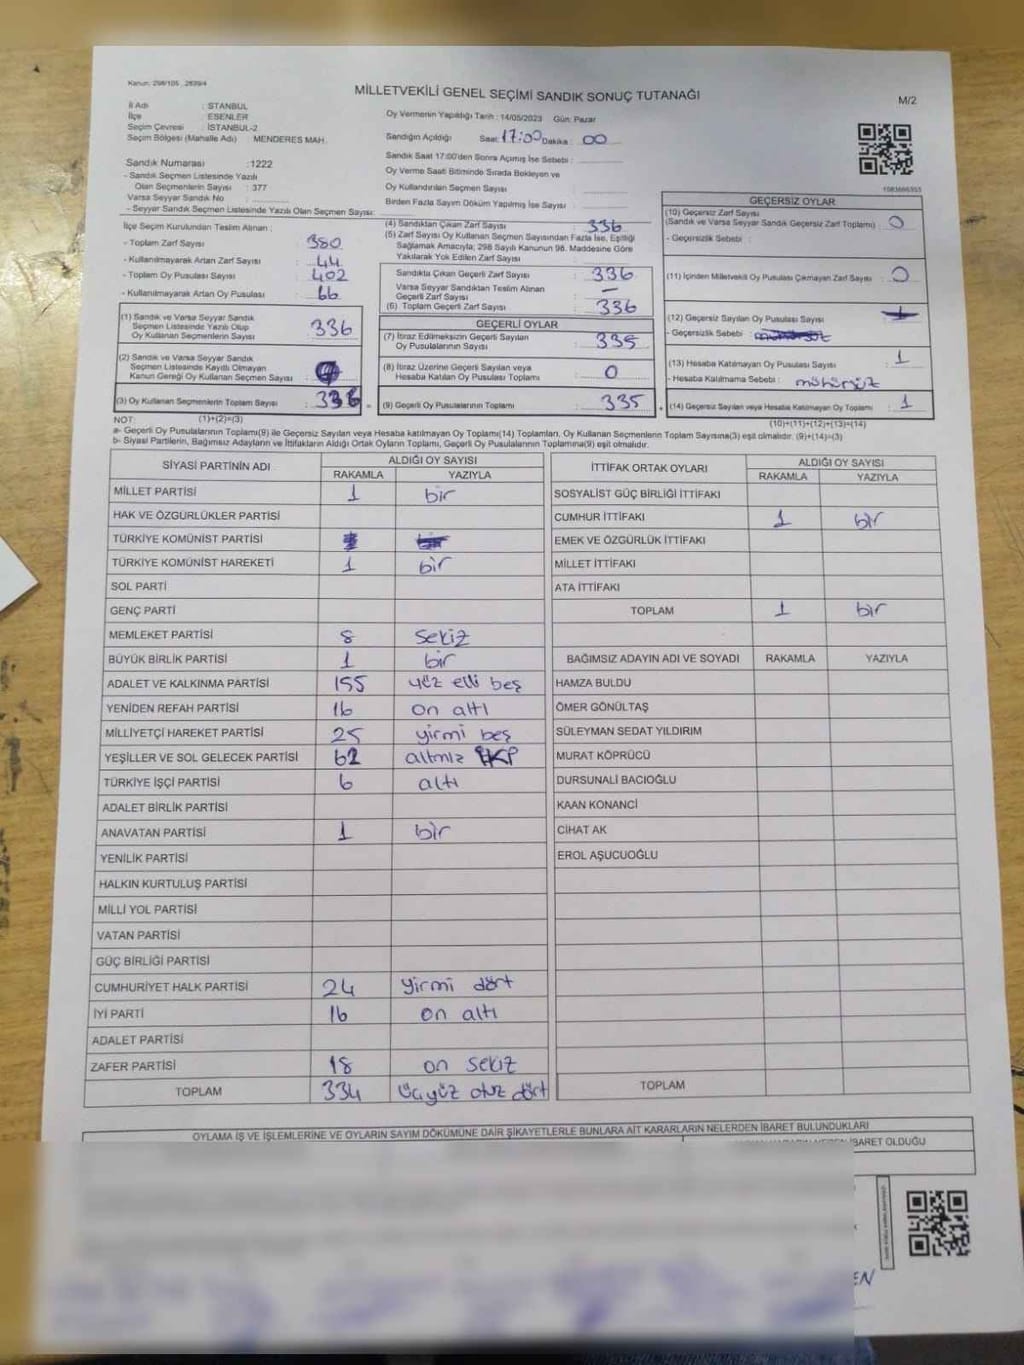 Kanun: 298/105 , 2839/4
MİLLETVEKİLİ GENEL SEÇİMİ SANDIK SONUÇ TUTANAĞI
M/2
İl Adı : STANBUL
İlçe : ESENLER
Seçim Çevresi : İSTANBUL-2
Seçim Bölgesi (Mahalle Adı) MENDERES MAH.
Oy Vermenin Yapıldığı Tarih : 14/05/2023 Gün: Pazar
Sandığın Açıldığı Saat: 17:00 Dakika : 00
Sandık Saat 17:00'den Sonra Açılmış İse Sebebi :
Oy Verme Saati Bitiminde Sırada Bekleyen ve
Oy Kullandırılan Seçmen Sayısı :
Birden Fazla Sayım Döküm Yapılmış İse Sayısı :
Sandık Numarası :1222
- Sandık Seçmen Listesinde Yazılı
Olan Seçmenlerin Sayısı : 377
Varsa Seyyar Sandık No
- Seyyar Sandık Seçmen Listesinde Yazılı Olan Seçmen Sayısı:
İlçe Seçim Kurulundan Teslim Alınan :
- Toplam Zarf Sayısı : 380
- Kullanılmayarak Artan Zarf Sayısı : 44
- Toplam Oy Pusulası Sayısı : 402
- Kullanılmayarak Artan Oy Pusulası : 66
(1) Sandık ve Varsa Seyyar Sandık
Seçmen Listesinde Yazılı Olup
Oy Kullanan Seçmenlerin Sayısı : 336
(2) Sandık ve Varsa Seyyar Sandık
Seçmen Listesinde Kayıtlı Olmayan
Kanun Gereği Oy Kullanan Seçmen Sayısı :
(3) Oy Kullanan Seçmenlerin Toplam Sayısı : 336
(4) Sandıktan Çıkan Zarf Sayısı : 336
(5) Zarf Sayısı Oy Kullanan Seçmen Sayısından Fazla İse, Eşitliği
Sağlamak Amacıyla; 298 Sayılı Kanunun 98. Maddesine Göre
Yakılarak Yok Edilen Zarf Sayısı :
Sandıkta Çıkan Geçerli Zarf Sayısı : 336
Varsa Seyyar Sandıktan Teslim Alınan
Geçerli Zarf Sayısı : —
(6) Toplam Geçerli Zarf Sayısı : 336
GEÇERLİ OYLAR
(7) İtiraz Edilmeksizin Geçerli Sayılan
Oy Pusulalarının Sayısı : 335
(8) İtiraz Üzerine Geçerli Sayılan veya
Hesaba Katılan Oy Pusulası Toplamı : 0
= (9) Geçerli Oy Pusulalarının Toplamı : 335
GEÇERSİZ OYLAR
(10) Geçersiz Zarf Sayısı
(Sandık ve Varsa Seyyar Sandık Geçersiz Zarf Toplamı) : 0
- Geçersizlik Sebebi :
(11) İçinden Milletvekili Oy Pusulası Çıkmayan Zarf Sayısı : 0
(12) Geçersiz Sayılan Oy Pusulası Sayısı :
- Geçersizlik Sebebi :
(13) Hesaba Katılmayan Oy Pusulası Sayısı : 1
- Hesaba Katılmama Sebebi : mühürsüz
+ (14) Geçersiz Sayılan veya Hesaba Katılmayan Oy Toplamı : 1
NOT: (1)+(2)=(3)
(10)+(11)+(12)+(13)=(14)
a- Geçerli Oy Pusulalarının Toplamı(9) ile Geçersiz Sayılan veya Hesaba katılmayan Oy Toplamı(14) Toplamları, Oy Kullanan Seçmenlerin Toplam Sayısına(3) eşit olmalıdır. (9)+(14)=(3)
b- Siyasi Partilerin, Bağımsız Adayların ve İttifakların Aldığı Ortak Oyların Toplamı, Geçerli Oy Pusulalarının Toplamına(9) eşit olmalıdır.
SİYASİ PARTİNİN ADI ALDIĞI OY SAYISI
RAKAMLA YAZIYLA
MİLLET PARTİSİ 1 bir
HAK VE ÖZGÜRLÜKLER PARTİSİ
TÜRKİYE KOMÜNİST PARTİSİ
TÜRKİYE KOMÜNİST HAREKETİ 1 bir
SOL PARTİ
GENÇ PARTİ
MEMLEKET PARTİSİ 8 sekiz
BÜYÜK BİRLİK PARTİSİ 1 bir
ADALET VE KALKINMA PARTİSİ 155 yüz elli beş
YENİDEN REFAH PARTİSİ 16 on altı
MİLLİYETÇİ HAREKET PARTİSİ 25 yirmi beş
YEŞİLLER VE SOL GELECEK PARTİSİ 62 altmız
TÜRKİYE İŞÇİ PARTİSİ 6 altı
ADALET BİRLİK PARTİSİ
ANAVATAN PARTİSİ 1 bir
YENİLİK PARTİSİ
HALKIN KURTULUŞ PARTİSİ
MİLLİ YOL PARTİSİ
VATAN PARTİSİ
GÜÇ BİRLİĞİ PARTİSİ
CUMHURİYET HALK PARTİSİ 24 yirmi dört
İYİ PARTİ 16 on altı
ADALET PARTİSİ
ZAFER PARTİSİ 18 on sekiz
TOPLAM 334 üçyüz otuz dört
İTTİFAK ORTAK OYLARI ALDIĞI OY SAYISI
RAKAMLA YAZIYLA
SOSYALİST GÜÇ BİRLİĞİ İTTİFAKI
CUMHUR İTTİFAKI 1 bir
EMEK VE ÖZGÜRLÜK İTTİFAKI
MİLLET İTTİFAKI
ATA İTTİFAKI
TOPLAM 1 bir
BAĞIMSIZ ADAYIN ADI VE SOYADI RAKAMLA YAZIYLA
HAMZA BULDU
ÖMER GÖNÜLTAŞ
SÜLEYMAN SEDAT YILDIRIM
MURAT KÖPRÜCÜ
DURSUNALİ BACIOĞLU
KAAN KONANCİ
CİHAT AK
EROL AŞUCUOĞLU
TOPLAM
OYLAMA İŞ VE İŞLEMLERİNE VE OYLARIN SAYIM DÖKÜMÜNE DAİR ŞİKAYETLERLE BUNLARA AİT KARARLARIN NELERDEN İBARET BULUNDUKLARI
İBARET OLDUĞU